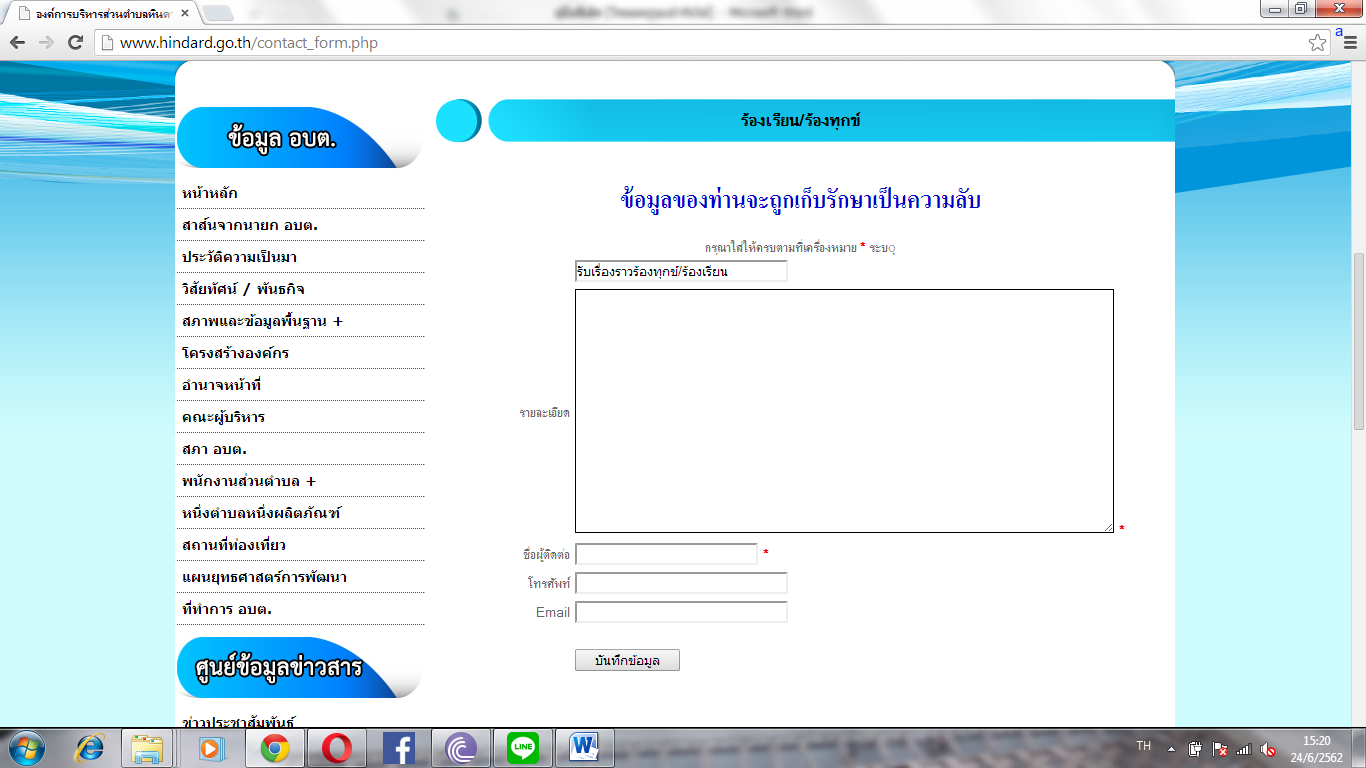 องค์การบริหารส่วนตำบลหินดา
www.hindard.go.th/contact_form.php
a
ข้อมูล อบต.
หน้าหลัก
สาส์นจากนายก อบต.
ประวัติความเป็นมา
วิสัยทัศน์ / พันธกิจ
สภาพและข้อมูลพื้นฐาน +
โครงสร้างองค์กร
อำนาจหน้าที่
คณะผู้บริหาร
สภา อบต.
พนักงานส่วนตำบล +
หนึ่งตำบลหนึ่งผลิตภัณฑ์
สถานที่ท่องเที่ยว
แผนยุทธศาสตร์การพัฒนา
ที่ทำการ อบต.
ศูนย์ข้อมูลข่าวสาร
ข่าวประชาสัมพันธ์
ร้องเรียน/ร้องทุกข์
ข้อมูลของท่านจะถูกเก็บรักษาเป็นความลับ
กรุณาใส่ให้ครบตามที่เครื่องหมาย * ระบุ
รับเรื่องราวร้องทุกข์/ร้องเรียน
รายละเอียด
*
ชื่อผู้ติดต่อ *
โทรศัพท์
Email
บันทึกข้อมูล
LINE
TH
15:20
24/6/2562